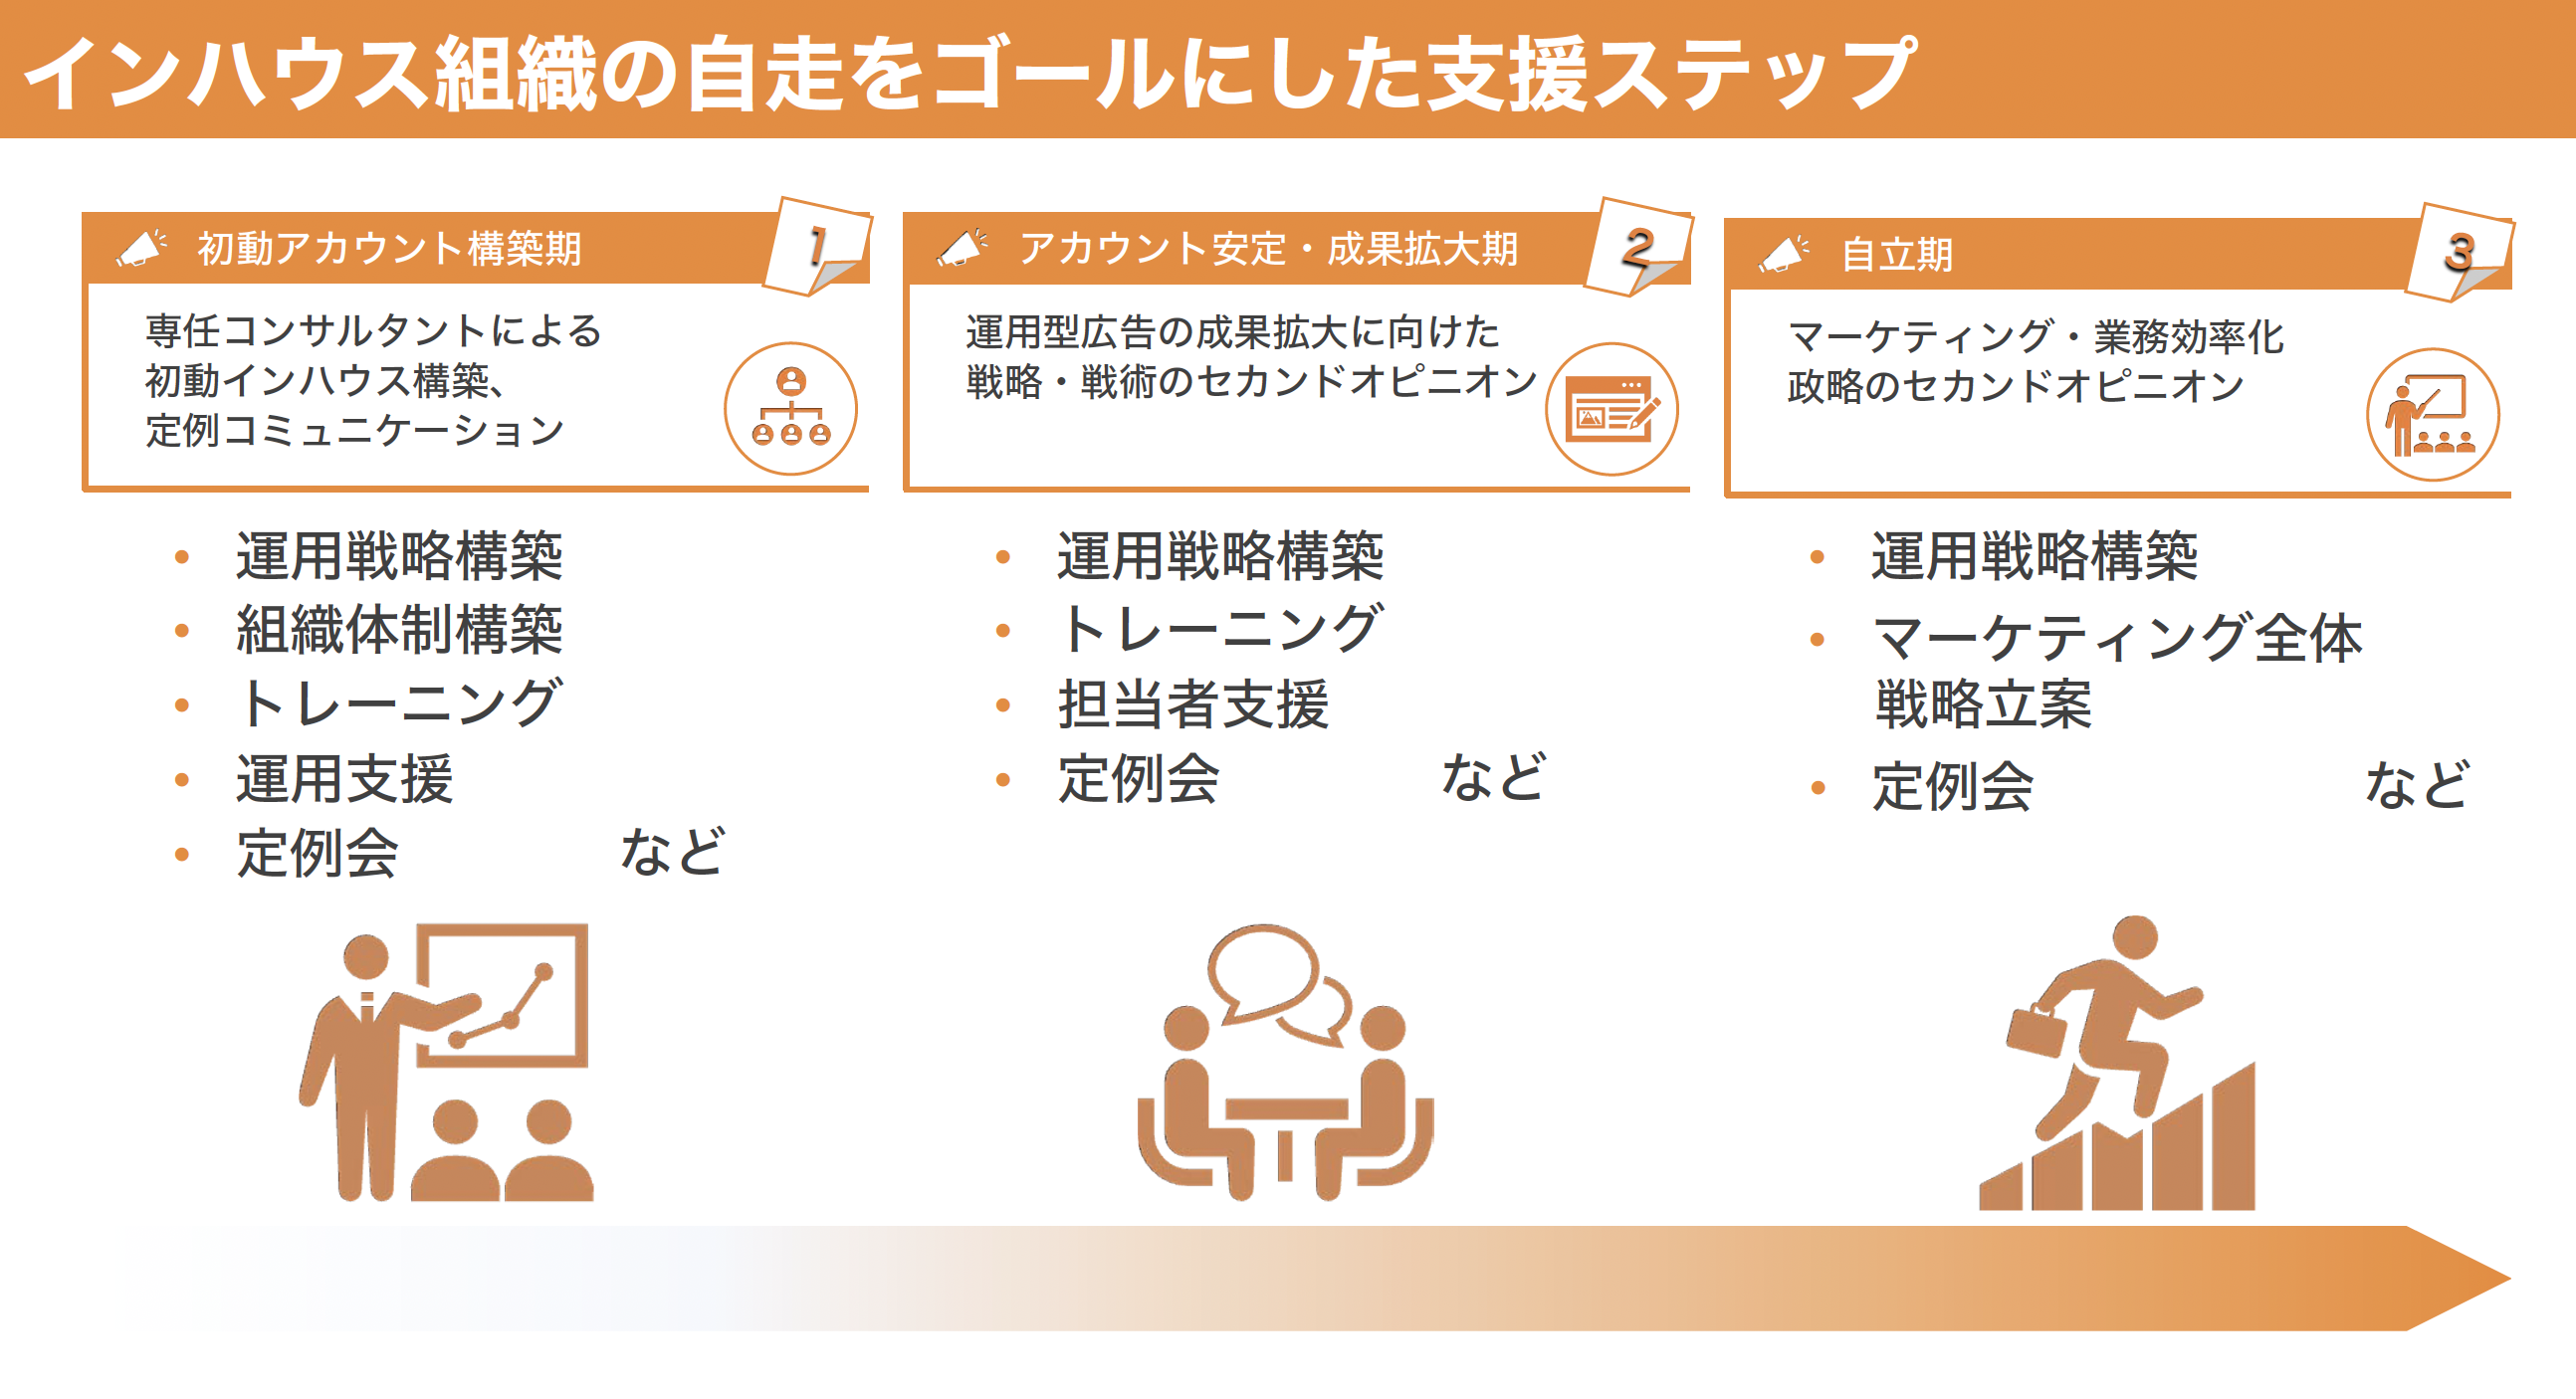 インハウス組織の自走をゴールにした支援ステップ
初動アカウント構築期
1
専任コンサルタントによる
初動インハウス構築、
定例コミュニケーション
• 運用戦略構築
• 組織体制構築
• トレーニング
• 運用支援
• 定例会 など
アカウント安定・成果拡大期
2
運用型広告の成果拡大に向けた
戦略・戦術のセカンドオピニオン
• 運用戦略構築
• トレーニング
• 担当者支援
• 定例会 など
自立期
3
マーケティング・業務効率化
政略のセカンドオピニオン
• 運用戦略構築
• マーケティング全体
戦略立案
• 定例会 など